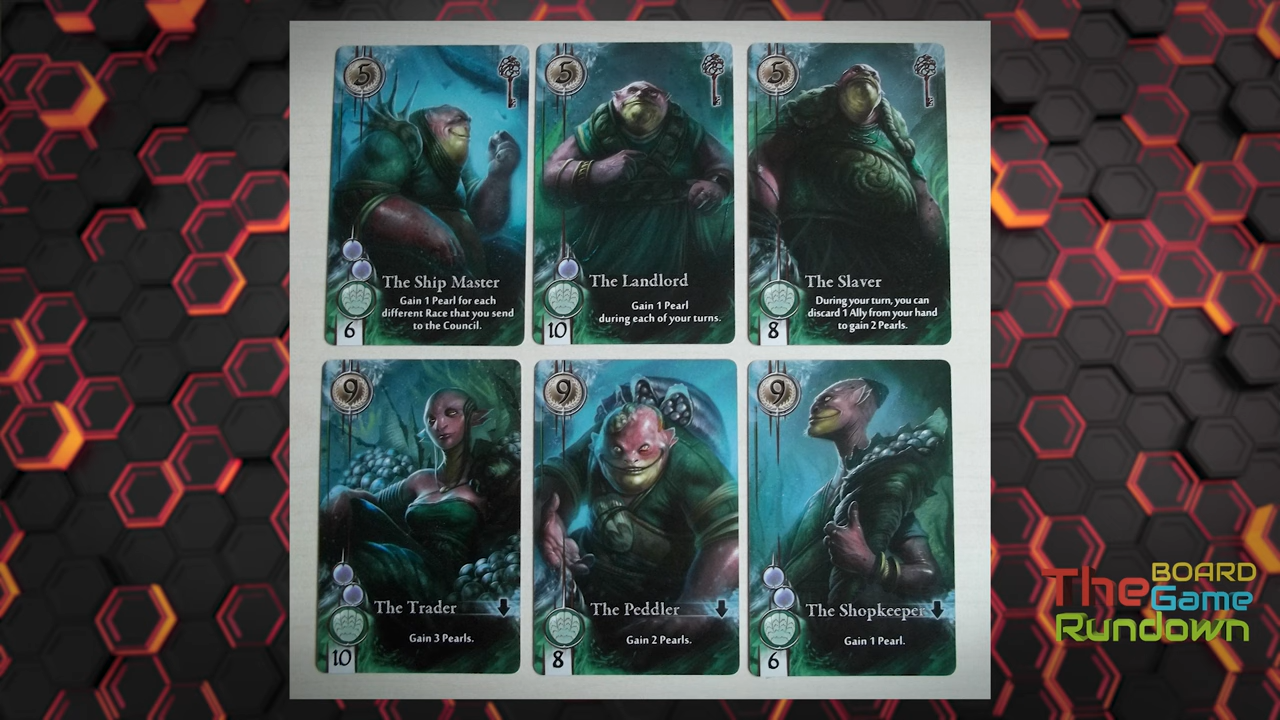 5
The Ship Master
Gain 1 Pearl for each
different Race that you send
to the Council.
6
5
The Landlord
Gain 1 Pearl
during each of your turns.
10
5
The Slaver
During your turn, you can
discard 1 Ally from your hand
to gain 2 Pearls.
8
9
The Trader
Gain 3 Pearls.
10
9
The Peddler
Gain 2 Pearls.
8
9
The Shopkeeper
Gain 1 Pearl.
6
The BOARD
Game
Rundown